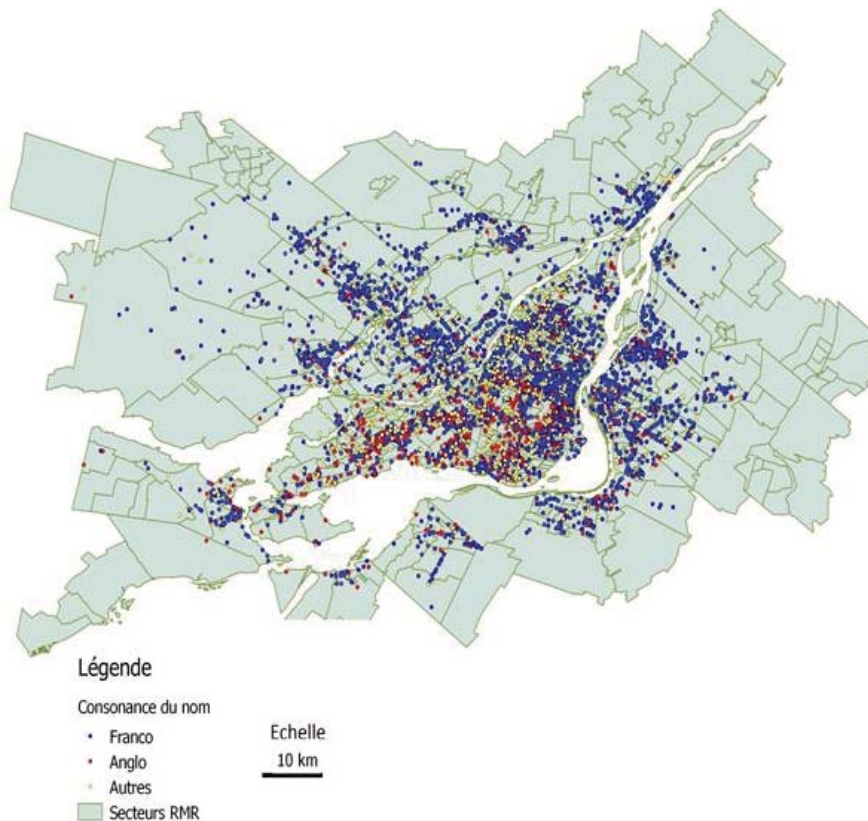 Légende
Consonance du nom
Franco
Anglo
Autres
Secteurs RMR
Echelle
10 km